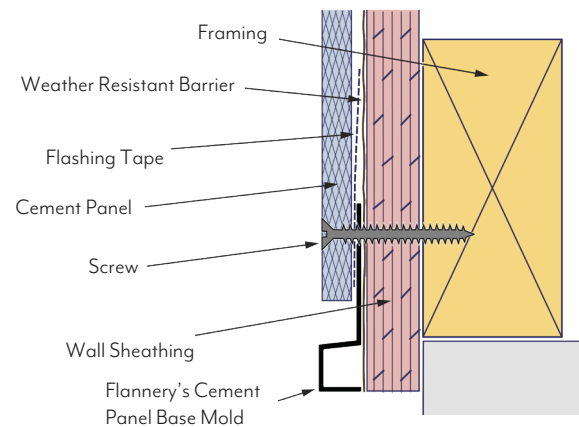 Framing
Weather Resistant Barrier
Flashing Tape
Cement Panel
Screw
Wall Sheathing
Flannery's Cement
Panel Base Mold